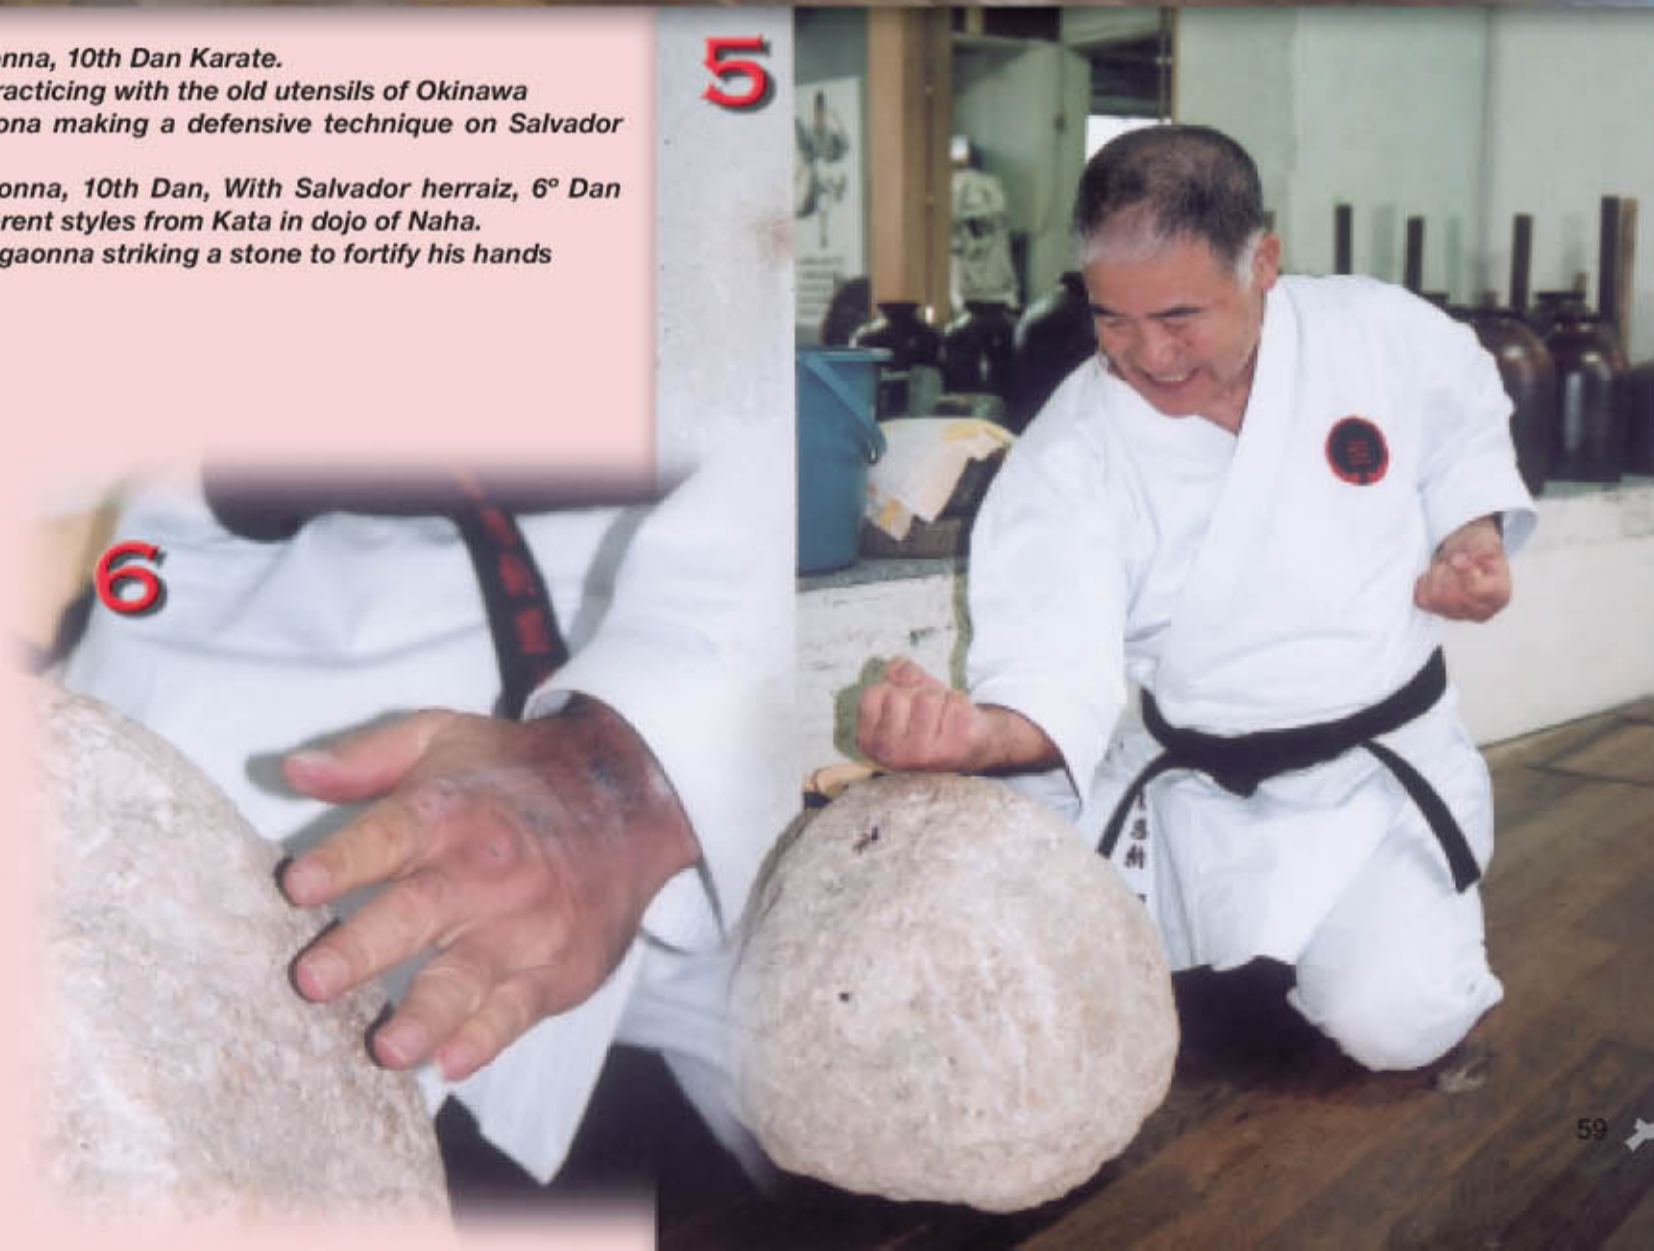 nna, 10th Dan Karate.
racticing with the old utensils of Okinawa
ona making a defensive technique on Salvador
onna, 10th Dan, With Salvador herraiz, 6º Dan
rent styles from Kata in dojo of Naha.
gaonna striking a stone to fortify his hands
5
6
59